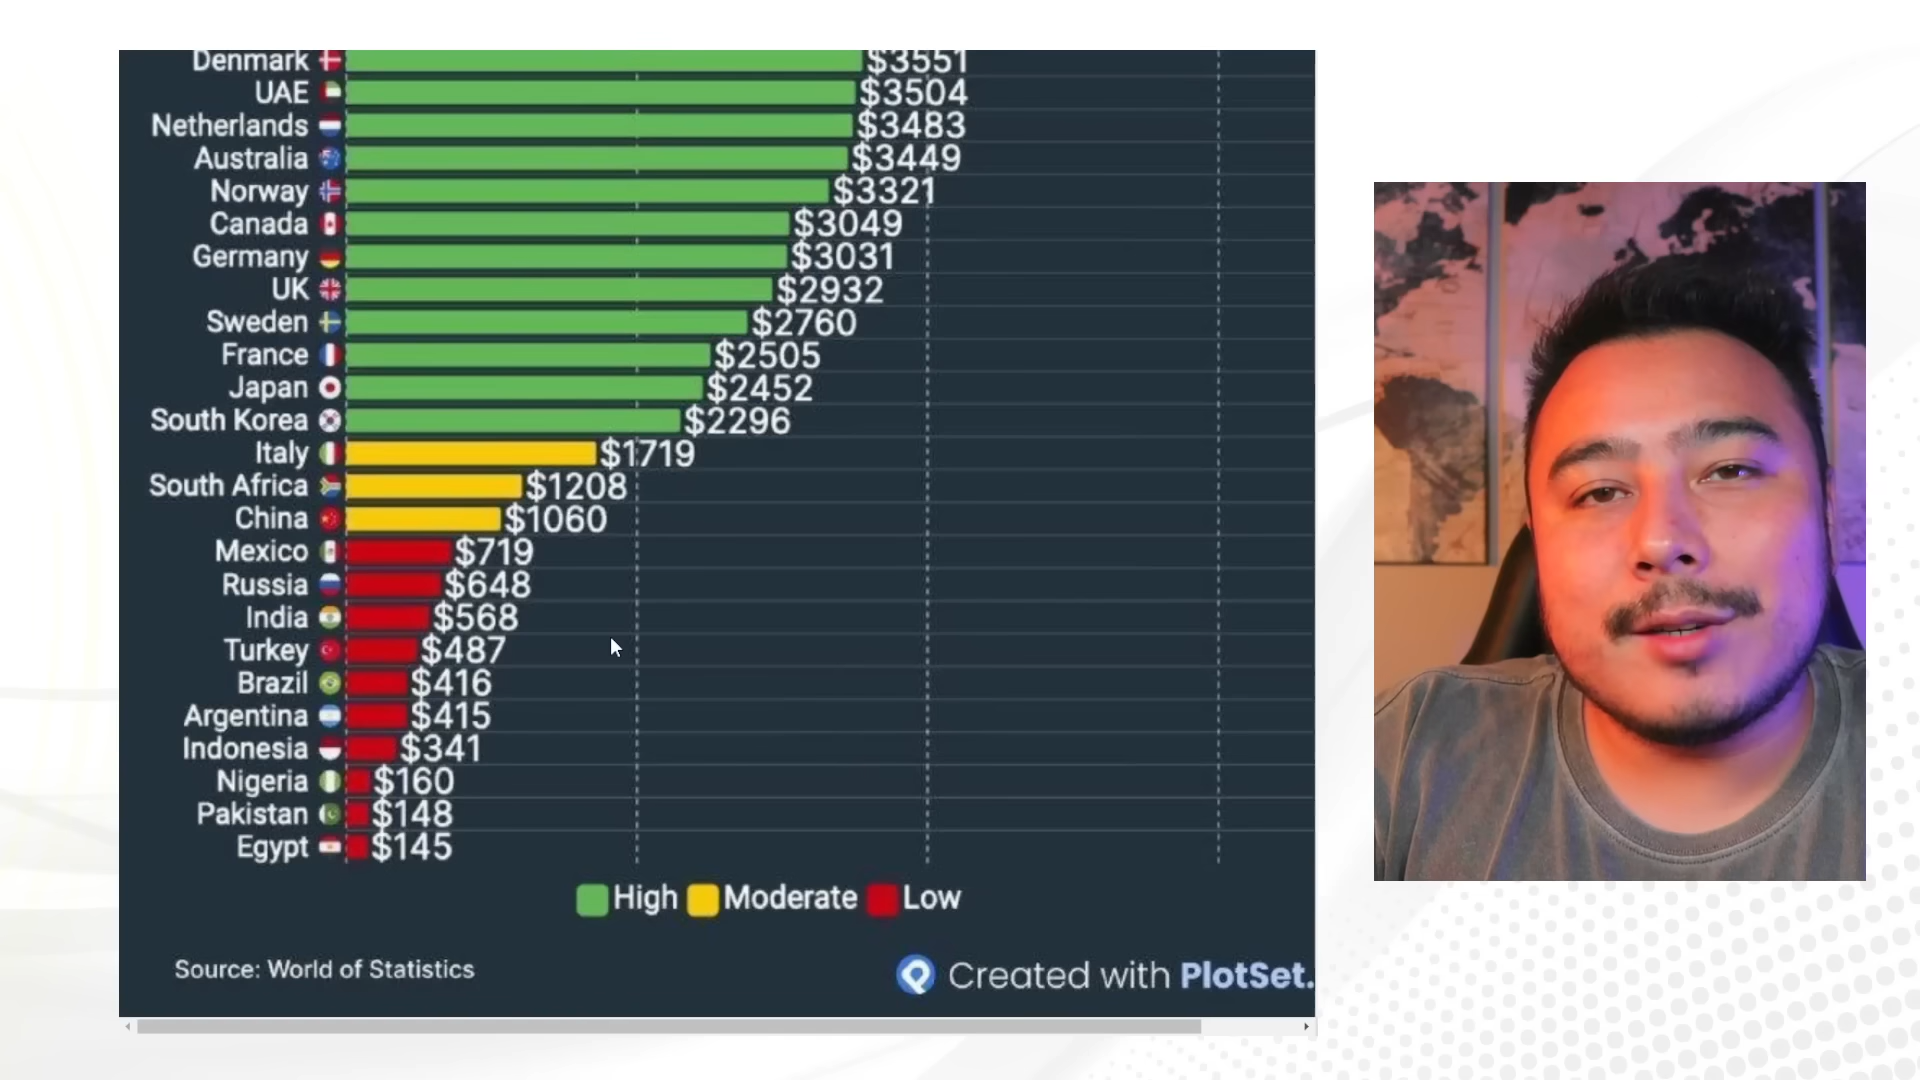 Denmark $3551
UAE $3504
Netherlands $3483
Australia $3449
Norway $3321
Canada $3049
Germany $3031
UK $2932
Sweden $2760
France $2505
Japan $2452
South Korea $2296
Italy $1719
South Africa $1208
China $1060
Mexico $719
Russia $648
India $568
Turkey $487
Brazil $416
Argentina $415
Indonesia $341
Nigeria $160
Pakistan $148
Egypt $145
High Moderate Low
Source: World of Statistics
Created with PlotSet.